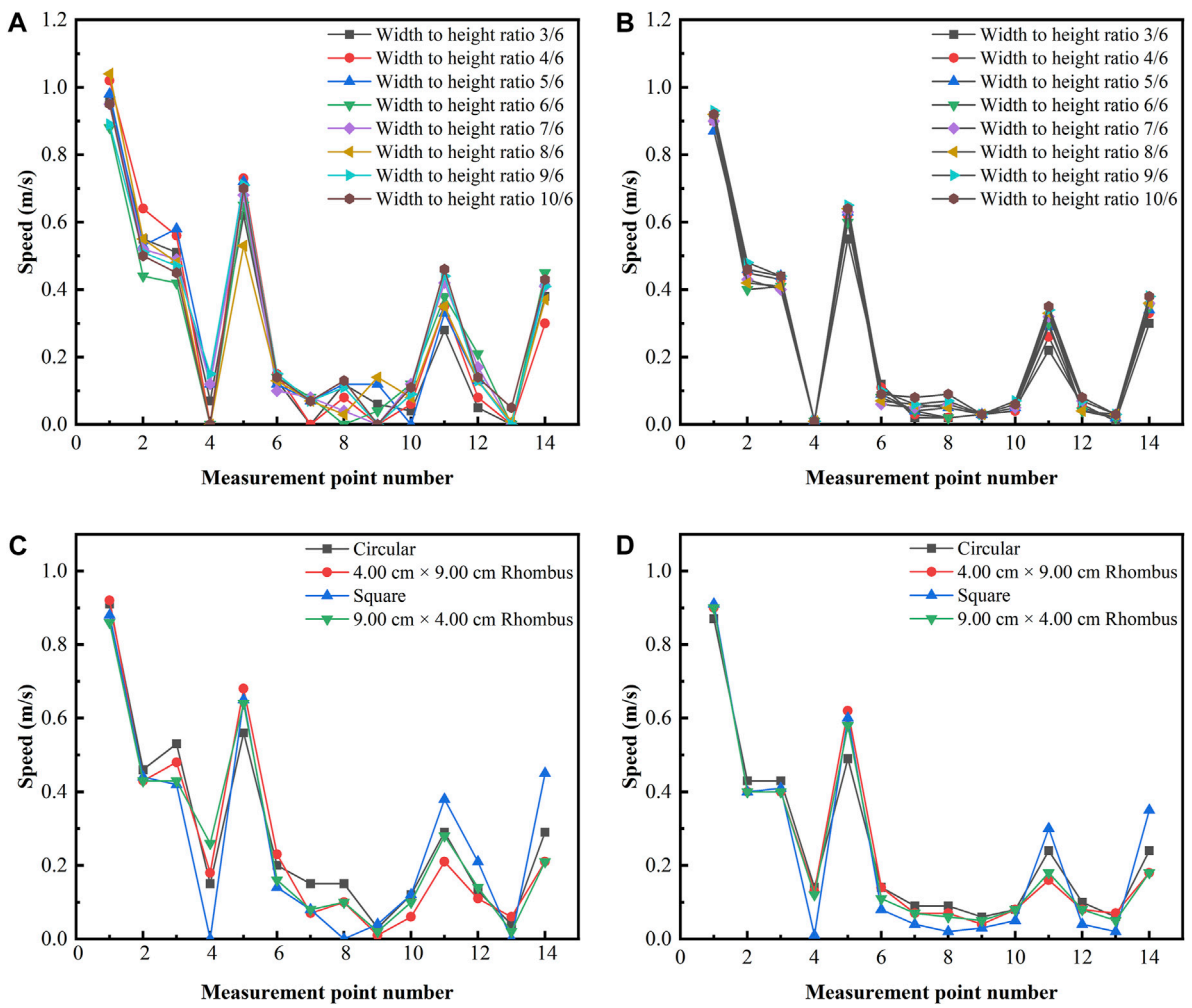 A
1.2
1.0
0.8
0.6
0.4
0.2
0.0
Speed (m/s)
Width to height ratio 3/6
Width to height ratio 4/6
Width to height ratio 5/6
Width to height ratio 6/6
Width to height ratio 7/6
Width to height ratio 8/6
Width to height ratio 9/6
Width to height ratio 10/6
0 2 4 6 8 10 12 14
Measurement point number
B
1.2
1.0
0.8
0.6
0.4
0.2
0.0
Speed (m/s)
Width to height ratio 3/6
Width to height ratio 4/6
Width to height ratio 5/6
Width to height ratio 6/6
Width to height ratio 7/6
Width to height ratio 8/6
Width to height ratio 9/6
Width to height ratio 10/6
0 2 4 6 8 10 12 14
Measurement point number
C
1.0
0.8
0.6
0.4
0.2
0.0
Speed (m/s)
Circular
4.00 cm × 9.00 cm Rhombus
Square
9.00 cm × 4.00 cm Rhombus
0 2 4 6 8 10 12 14
Measurement point number
D
1.0
0.8
0.6
0.4
0.2
0.0
Speed (m/s)
Circular
4.00 cm × 9.00 cm Rhombus
Square
9.00 cm × 4.00 cm Rhombus
0 2 4 6 8 10 12 14
Measurement point number